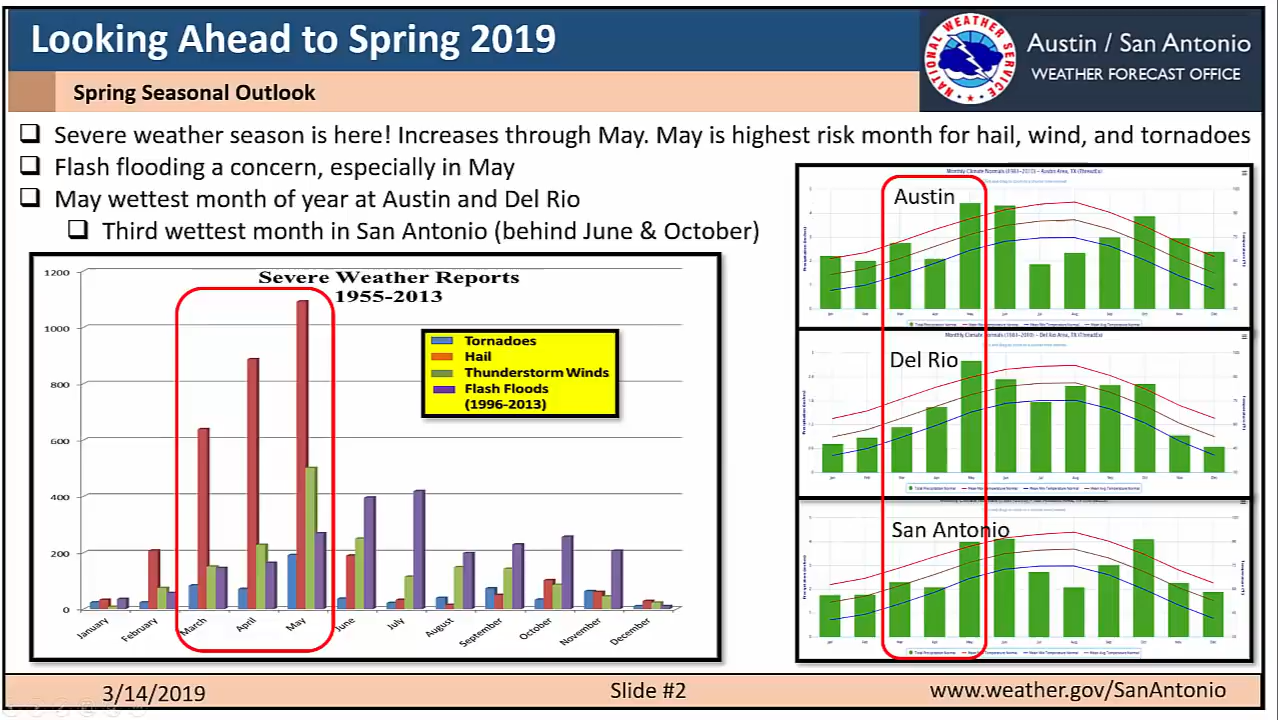 Looking Ahead to Spring 2019
NATIONAL WEATHER SERVICE
Austin / San Antonio
WEATHER FORECAST OFFICE
Spring Seasonal Outlook
Severe weather season is here! Increases through May. May is highest risk month for hail, wind, and tornadoes
Flash flooding a concern, especially in May
May wettest month of year at Austin and Del Rio
Third wettest month in San Antonio (behind June & October)
Severe Weather Reports
1955-2013
1200
1000
800
600
400
200
0
Tornadoes
Hail
Thunderstorm Winds
Flash Floods
(1996-2013)
January
February
March
April
May
June
July
August
September
October
November
December
Austin
Del Rio
San Antonio
3/14/2019
Slide #2
www.weather.gov/SanAntonio